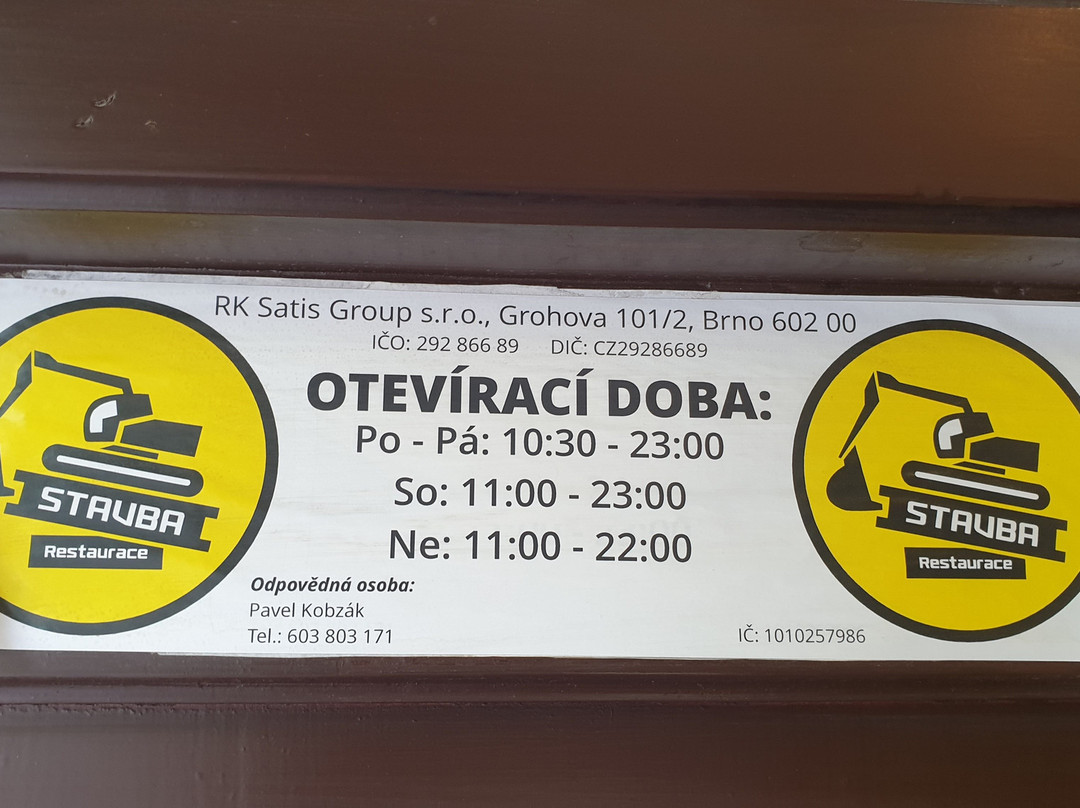 RK Satis Group s.r.o., Grohova 101/2, Brno 602 00
IČO: 292 866 89 DIČ: CZ29286689
OTEVÍRACÍ DOBA:
Po - Pá: 10:30 - 23:00
So: 11:00 - 23:00
Ne: 11:00 - 22:00
Odpovědná osoba:
Pavel Kobzák
Tel.: 603 803 171
IČ: 1010257986
STAVBA
Restaurace
STAVBA
Restaurace